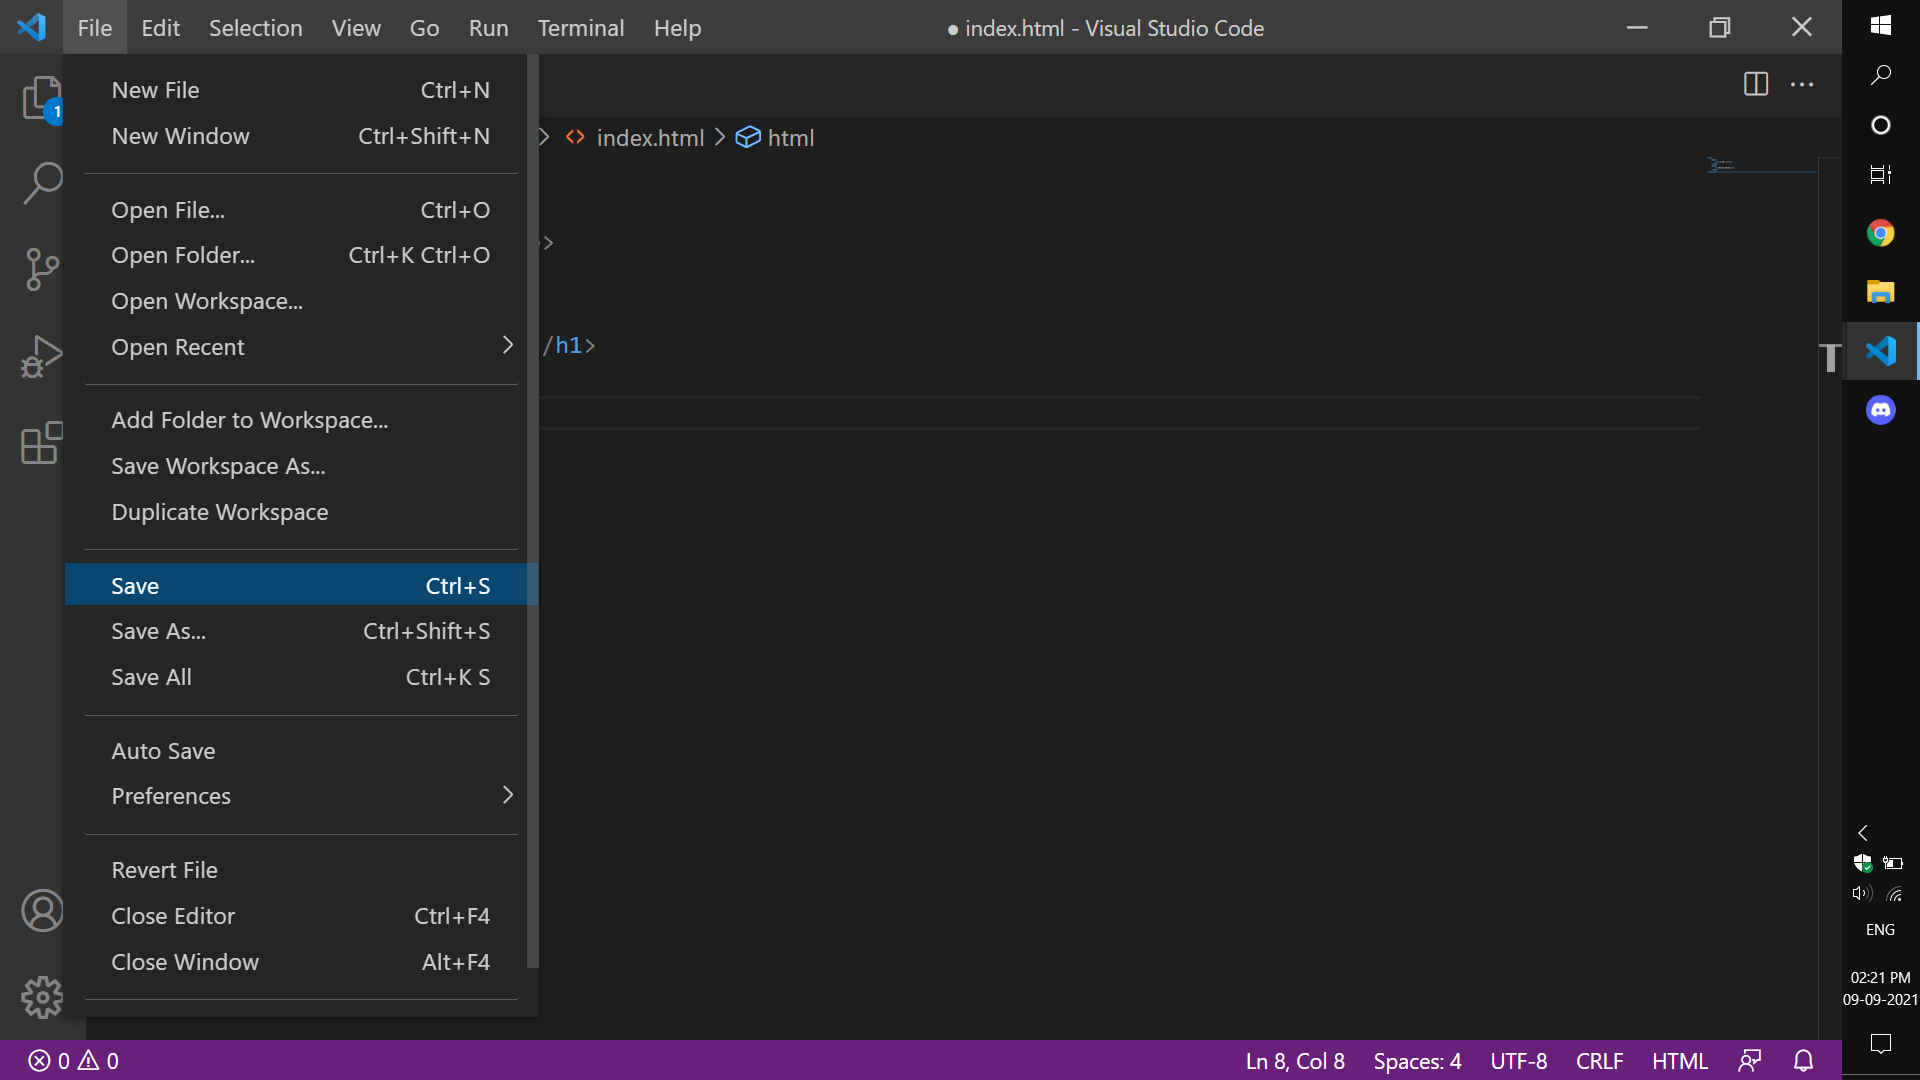 File Edit Selection View Go Run Terminal Help
● index.html - Visual Studio Code
1
New File Ctrl+N
New Window Ctrl+Shift+N
Open File... Ctrl+O
Open Folder... Ctrl+K Ctrl+O
Open Workspace...
Open Recent
Add Folder to Workspace...
Save Workspace As...
Duplicate Workspace
Save Ctrl+S
Save As... Ctrl+Shift+S
Save All Ctrl+K S
Auto Save
Preferences
Revert File
Close Editor Ctrl+F4
Close Window Alt+F4
> <> index.html > html
>
/h1>
0 0
Ln 8, Col 8 Spaces: 4 UTF-8 CRLF HTML
ENG
02:21 PM
09-09-2021